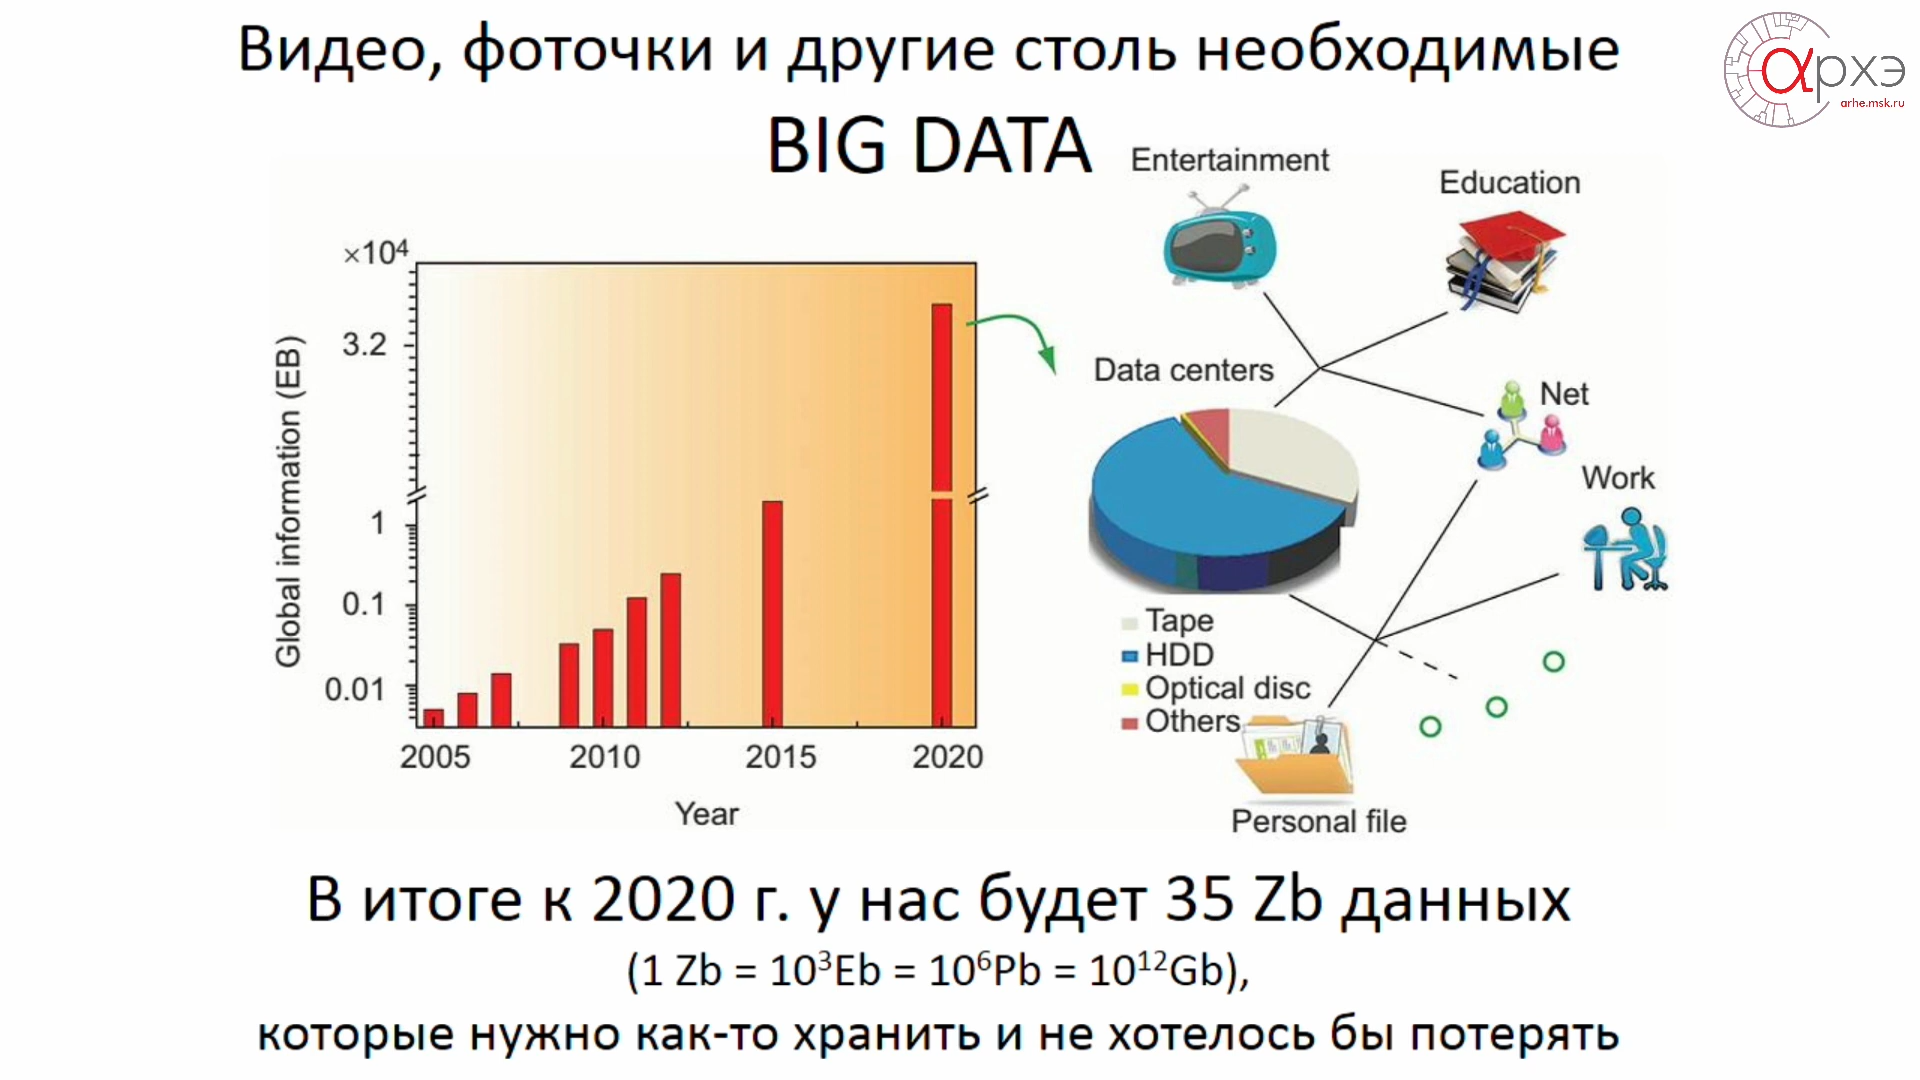 Видео, фоточки и другие столь необходимые
BIG DATA
αрхэ
arhe.msk.ru
×10⁴
3.2
1
0.1
0.01
Global information (EB)
2005 2010 2015 2020
Year
Entertainment
Education
Data centers
Net
Work
Tape
HDD
Optical disc
Others
Personal file
В итоге к 2020 г. у нас будет 35 Zb данных
(1 Zb = 10³Eb = 10⁶Pb = 10¹²Gb),
которые нужно как-то хранить и не хотелось бы потерять